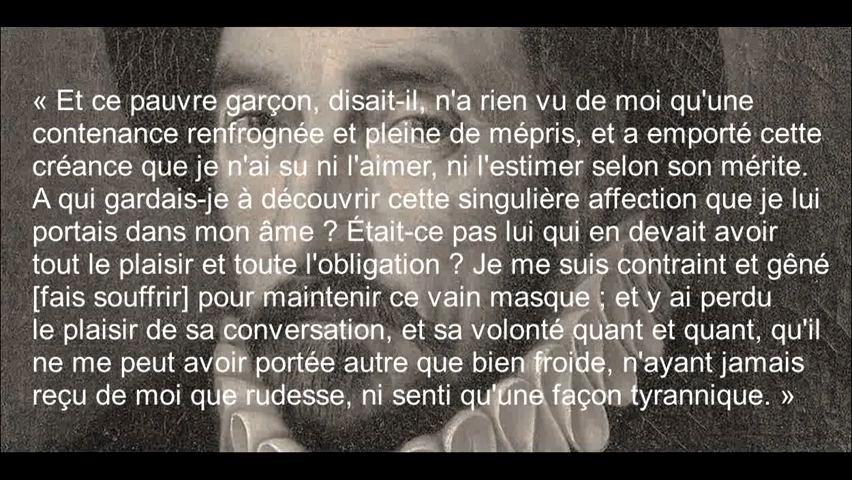 « Et ce pauvre garçon, disait-il, n'a rien vu de moi qu'une
contenance renfrognée et pleine de mépris, et a emporté cette
créance que je n'ai su ni l'aimer, ni l'estimer selon son mérite.
A qui gardais-je à découvrir cette singulière affection que je lui
portais dans mon âme ? Était-ce pas lui qui en devait avoir
tout le plaisir et toute l'obligation ? Je me suis contraint et gêné
[fais souffrir] pour maintenir ce vain masque ; et y ai perdu
le plaisir de sa conversation, et sa volonté quant et quant, qu'il
ne me peut avoir portée autre que bien froide, n'ayant jamais
reçu de moi que rudesse, ni senti qu'une façon tyrannique. »